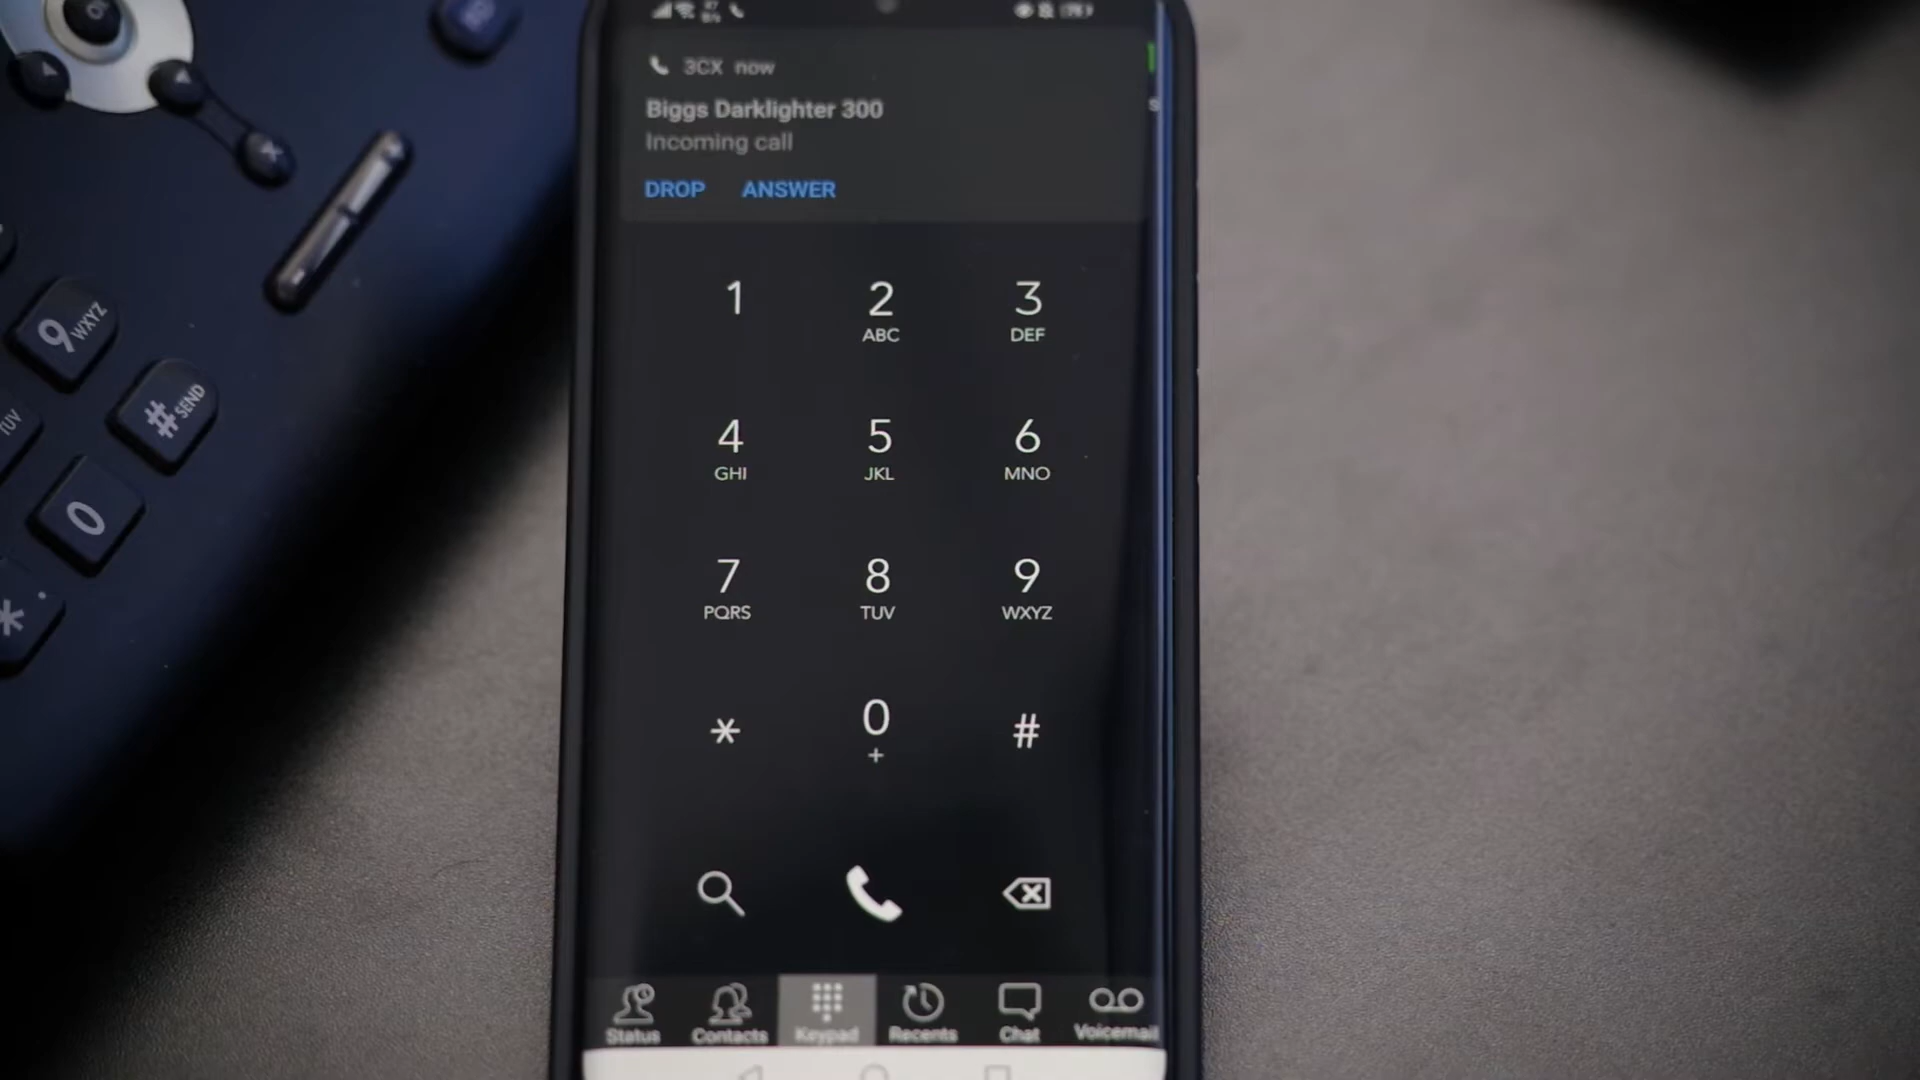 3CX now
Biggs Darklighter 300
Incoming call
DROP ANSWER
1
2 ABC
3 DEF
4 GHI
5 JKL
6 MNO
7 PQRS
8 TUV
9 WXYZ
*
0 +
#
Status Contacts Keypad Recents Chat Voicemail
9 WXYZ
# SEND
TUV
0
*